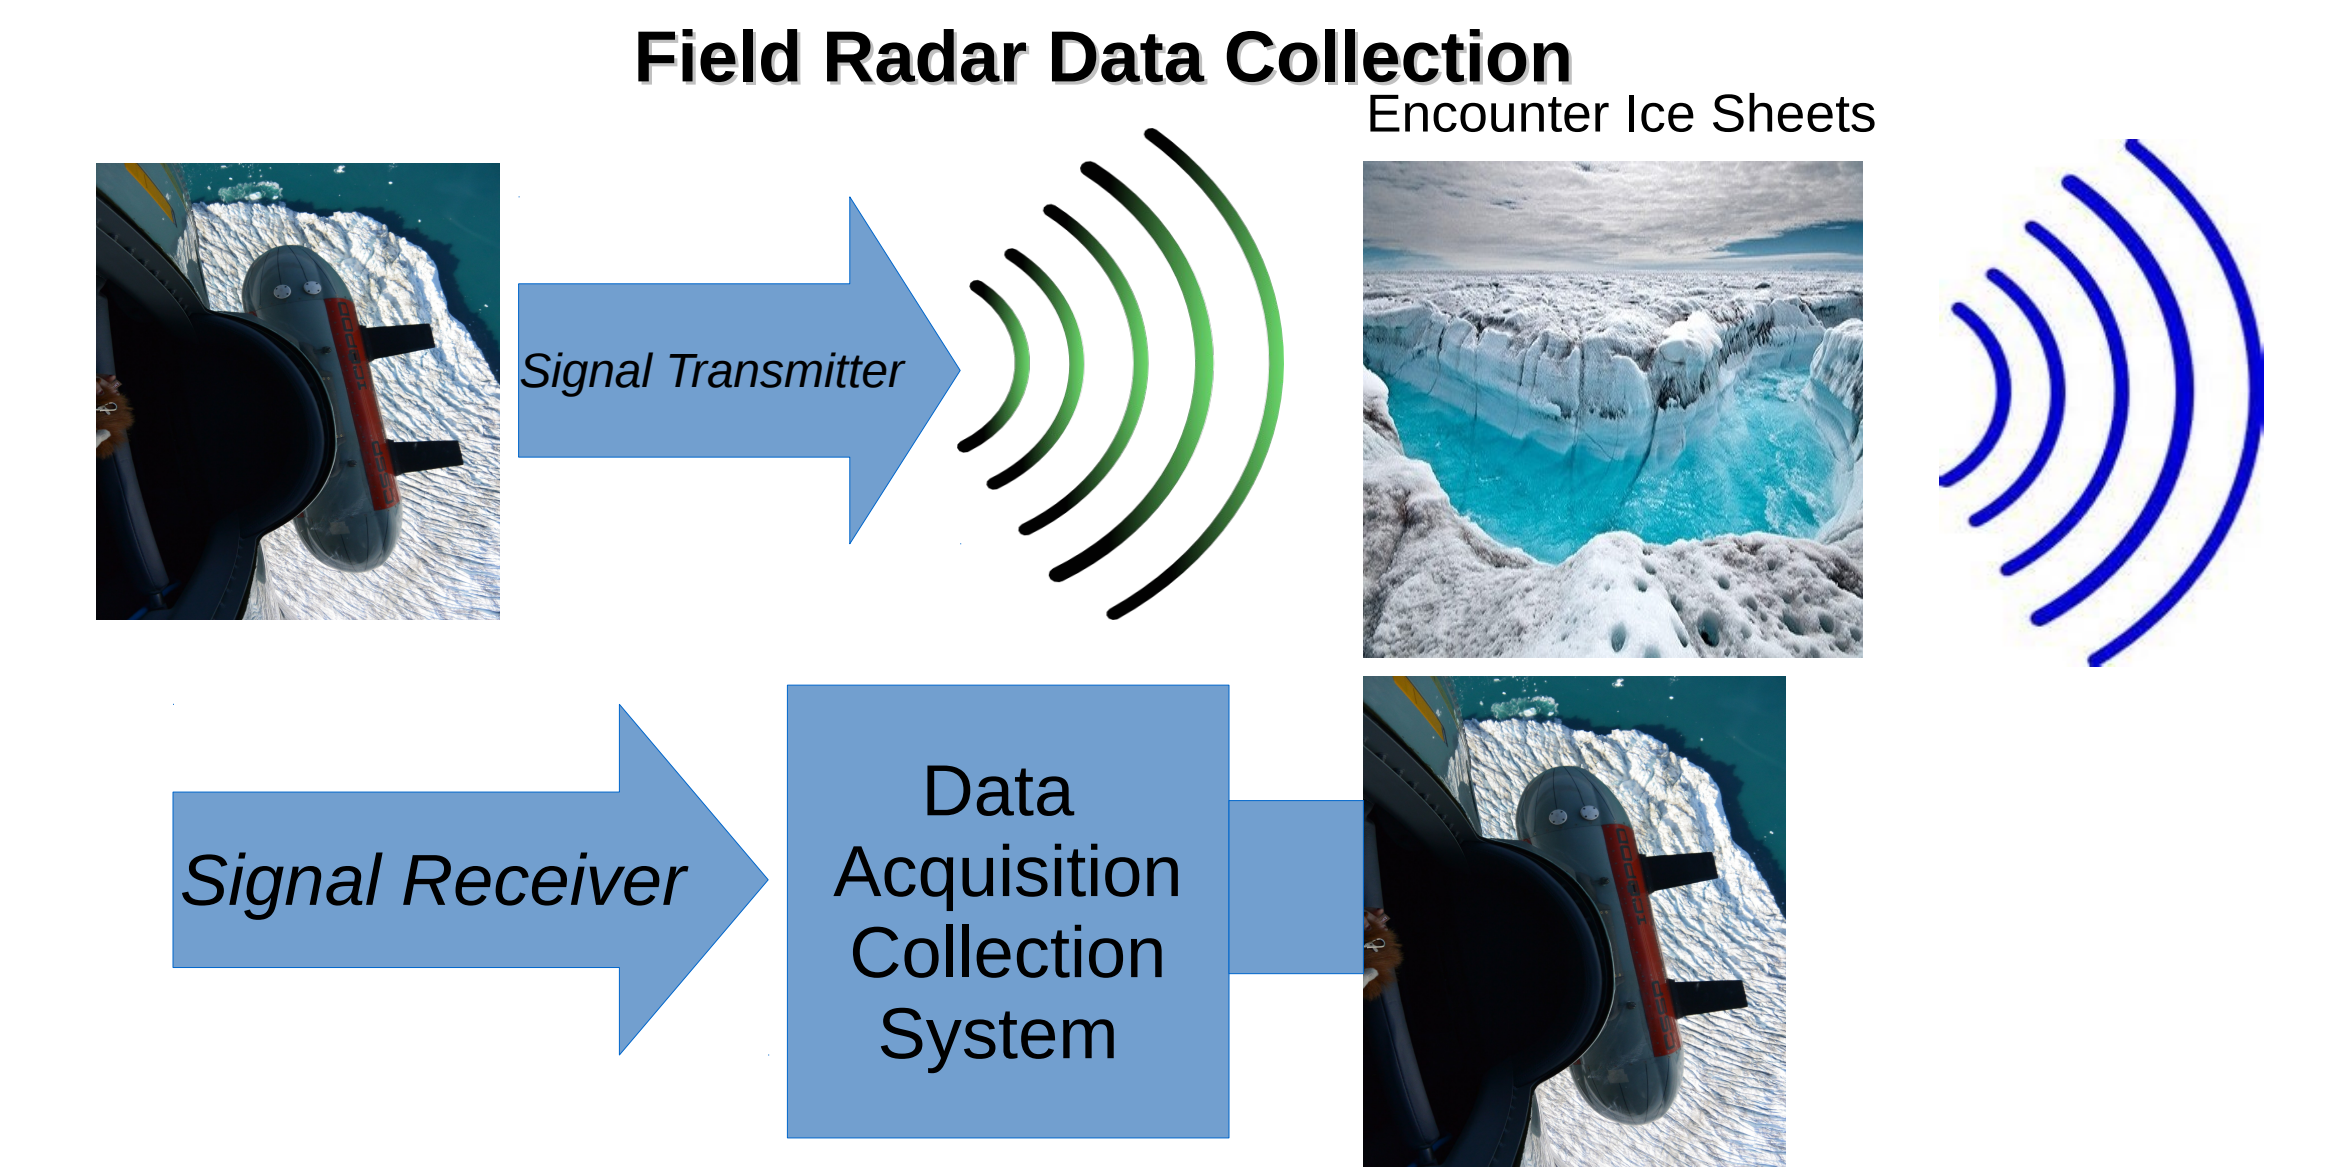 Field Radar Data Collection
Encounter Ice Sheets
Signal Transmitter
Signal Receiver
Data
Acquisition
Collection
System